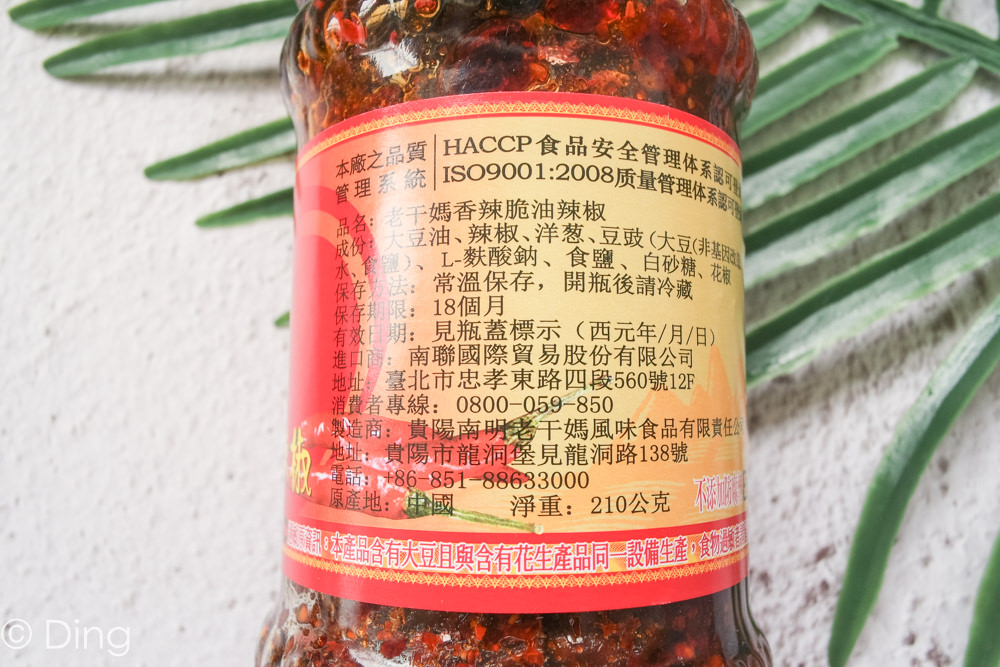 本廠之品質
管理系統
HACCP食品安全管理体系認可
ISO9001:2008质量管理体系認可
品名：老干媽香辣脆油辣椒
成份：大豆油、辣椒、洋葱、豆豉（大豆(非基因改
水、食鹽）、L-麩酸鈉、食鹽、白砂糖、花椒
保存方法：常溫保存，開瓶後請冷藏
保存期限：18個月
有效日期：見瓶蓋標示（西元年/月/日）
進口商：南聯國際貿易股份有限公司
地址：臺北市忠孝東路四段560號12F
消費者專線：0800-059-850
製造商：貴陽南明老干媽風味食品有限責任公
地址：貴陽市龍洞堡見龍洞路138號
電話：+86-851-88633000
原產地：中國 淨重：210公克
椒
不添加
資訊：本產品含有大豆且與含有花生產品同一設備生產，食物過敏者
© Ding